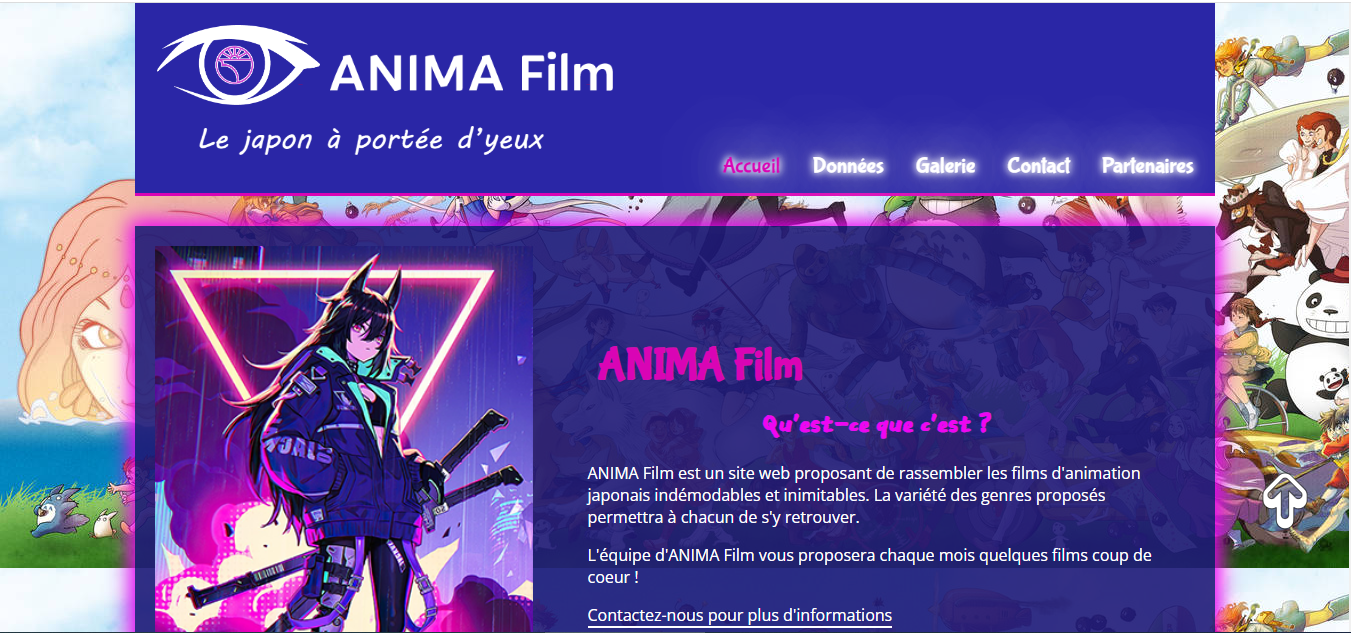 ANIMA Film
Le japon à portée d'yeux
Accueil Données Galerie Contact Partenaires
ANIMA Film
Qu'est-ce que c'est ?
ANIMA Film est un site web proposant de rassembler les films d'animation
japonais indémodables et inimitables. La variété des genres proposés
permettra à chacun de s'y retrouver.
L'équipe d'ANIMA Film vous proposera chaque mois quelques films coup de
coeur !
Contactez-nous pour plus d'informations